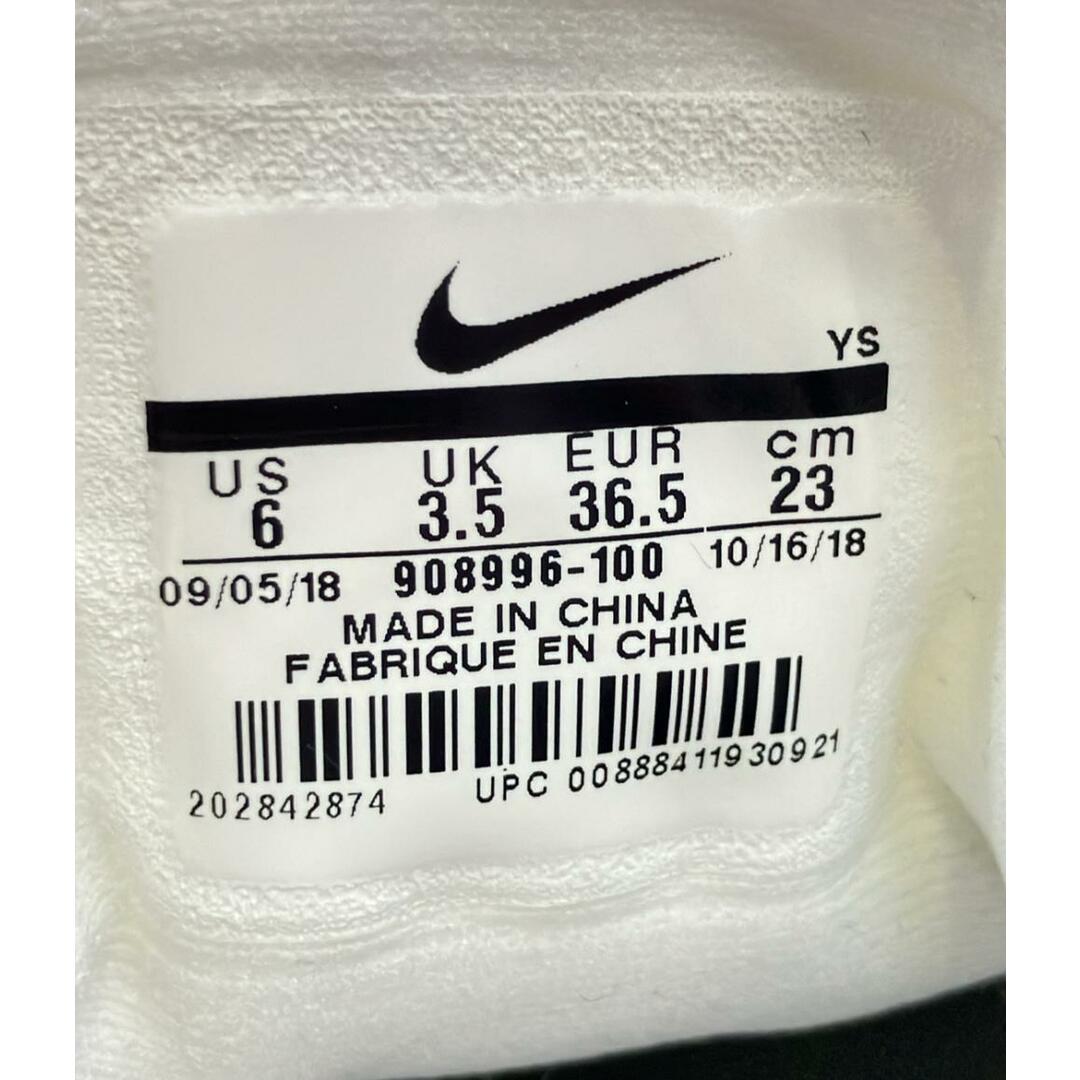 YS
US UK EUR cm
6 3.5 36.5 23
09/05/18 908996-100 10/16/18
MADE IN CHINA
FABRIQUE EN CHINE
202842874 UPC 00888411930921